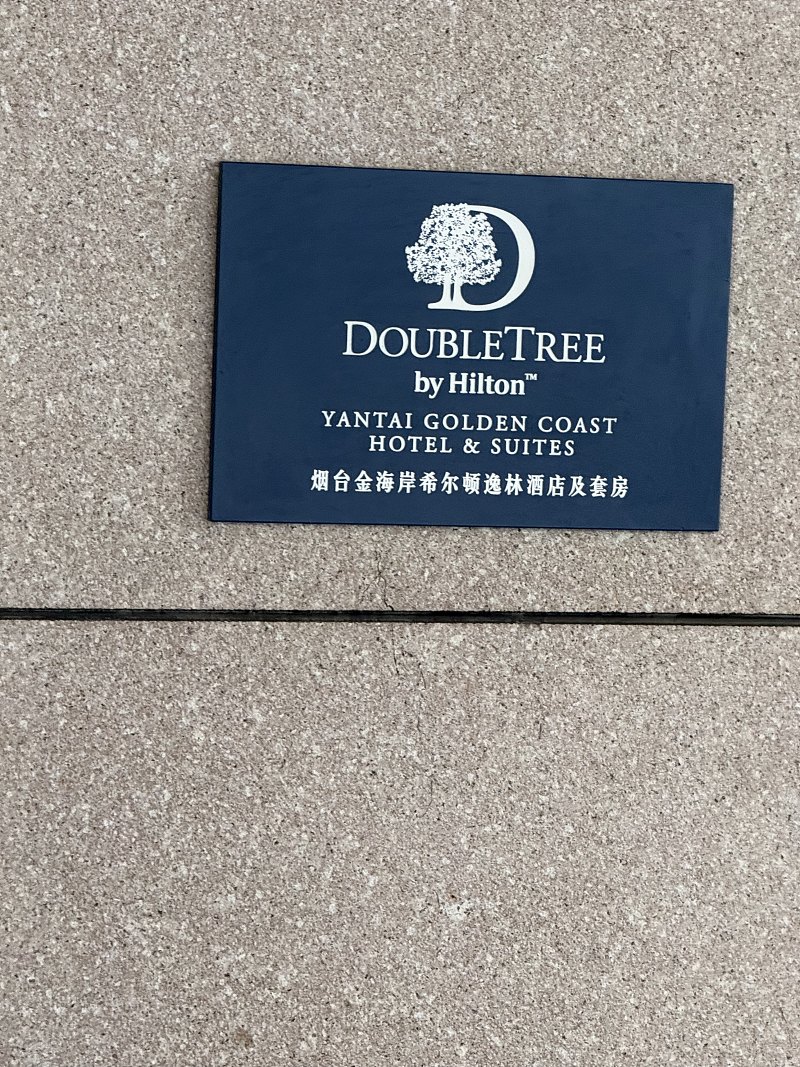 D
DOUBLETREE
by Hilton™
YANTAI GOLDEN COAST
HOTEL & SUITES
烟台金海岸希尔顿逸林酒店及套房